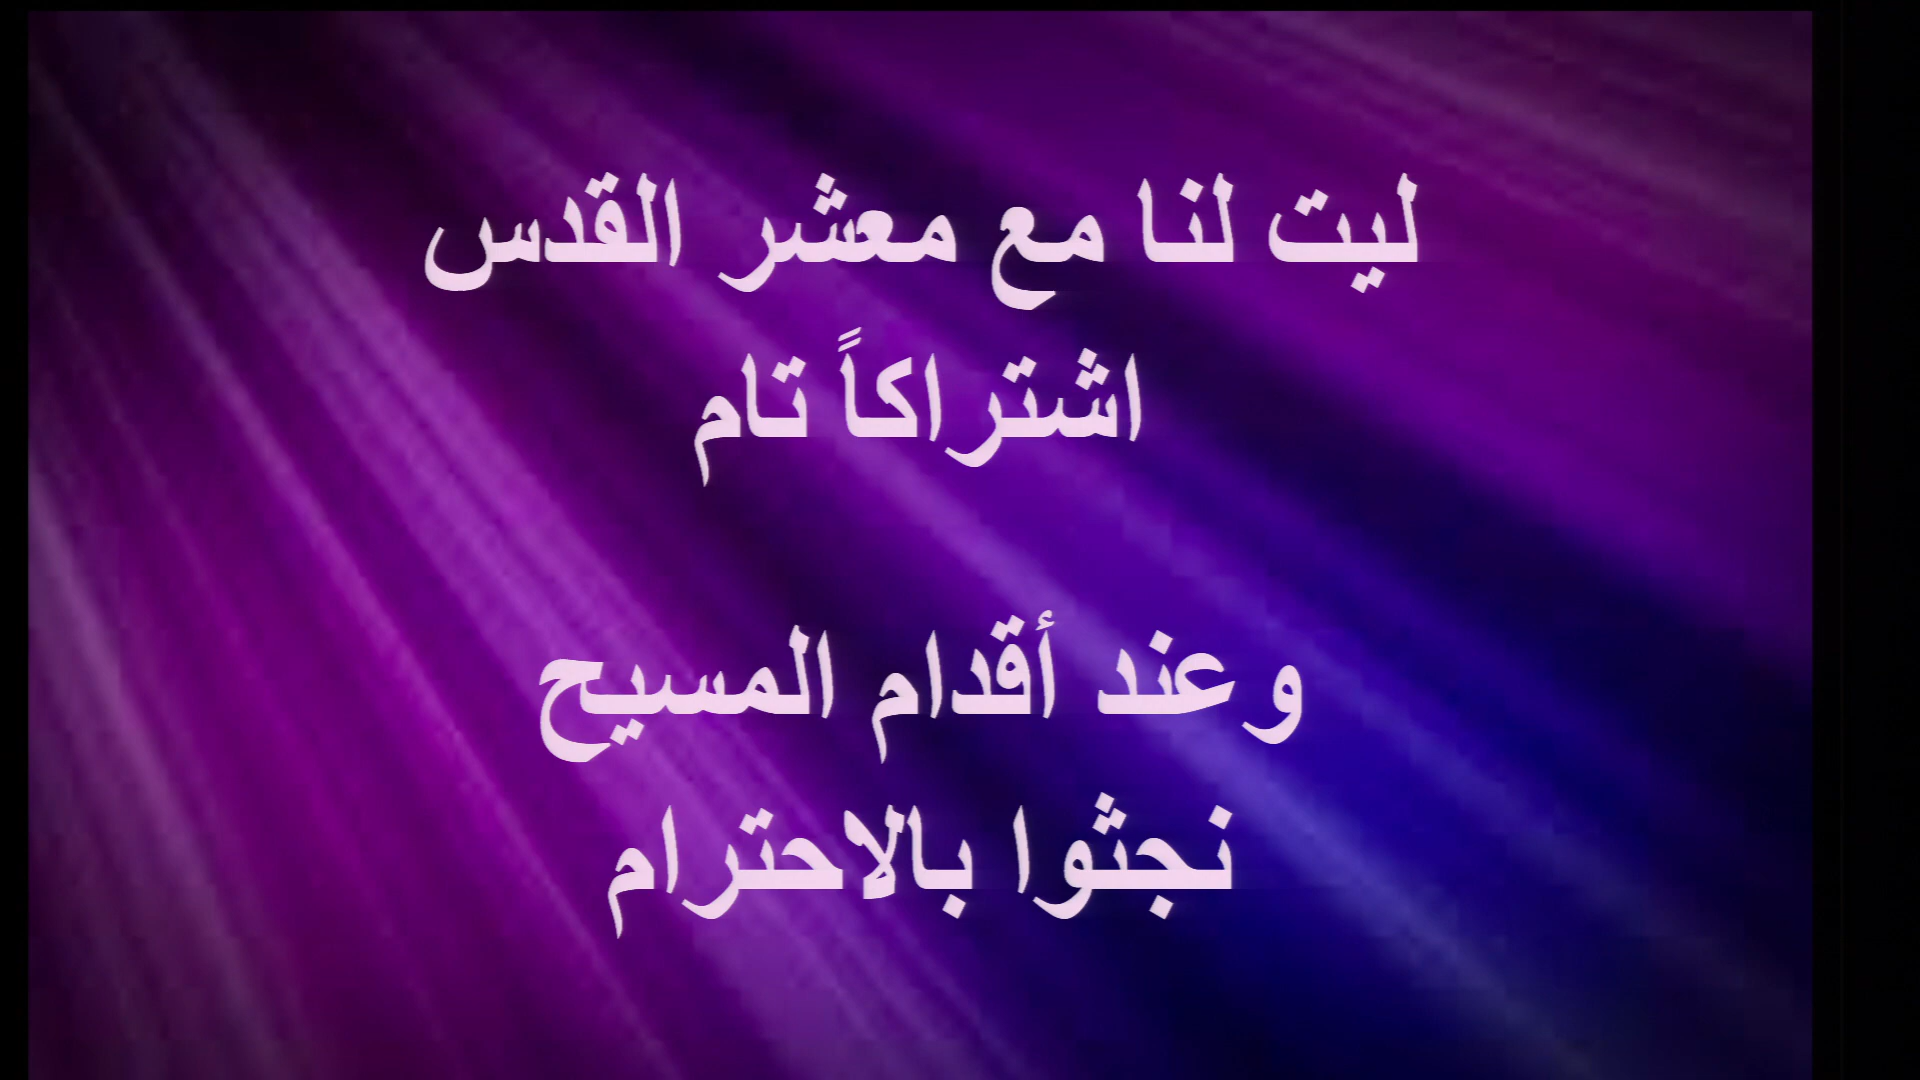 ليت لنا مع معشر القدس
اشتراكاً تام
وعند أقدام المسيح
نجثوا بالاحترام